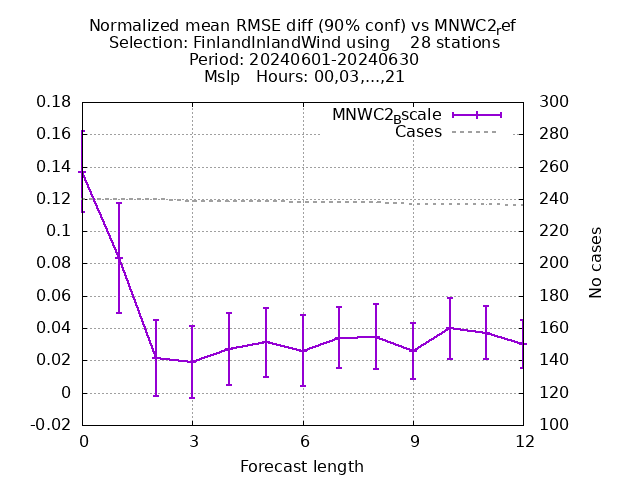 Normalized mean RMSE diff (90% conf) vs MNWC2ref
Selection: FinlandInlandWind using    28 stations
Period: 20240601-20240630
Mslp   Hours: 00,03,...,21
MNWC2Bscale
Cases
0.18
0.16
0.14
0.12
0.1
0.08
0.06
0.04
0.02
0
-0.02
300
280
260
240
220
200
180
160
140
120
100
No cases
0 3 6 9 12
Forecast length